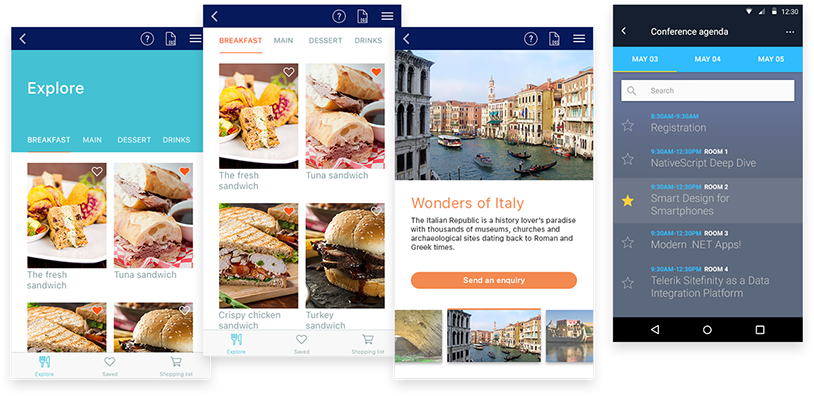 Explore
BREAKFAST MAIN DESSERT DRINKS
The fresh
sandwich
Tuna sandwich
Explore
Saved
Shopping list
BREAKFAST MAIN DESSERT DRINKS
The fresh
sandwich
Tuna sandwich
Crispy chicken
sandwich
Turkey
sandwich
Explore
Saved
Shopping list
Wonders of Italy
The Italian Republic is a history lover's paradise
with thousands of museums, churches and
archaeological sites dating back to Roman and
Greek times.
Send an enquiry
12:30
Conference agenda
MAY 03 MAY 04 MAY 05
Search
8:30AM-9:30AM
Registration
9:30AM-12:30PM ROOM 1
NativeScript Deep Dive
9:30AM-12:30PM ROOM 2
Smart Design for
Smartphones
9:30AM-12:30PM ROOM 3
Modern .NET Apps!
9:30AM-12:30PM ROOM 4
Telerik Sitefinity as a Data
Integration Platform